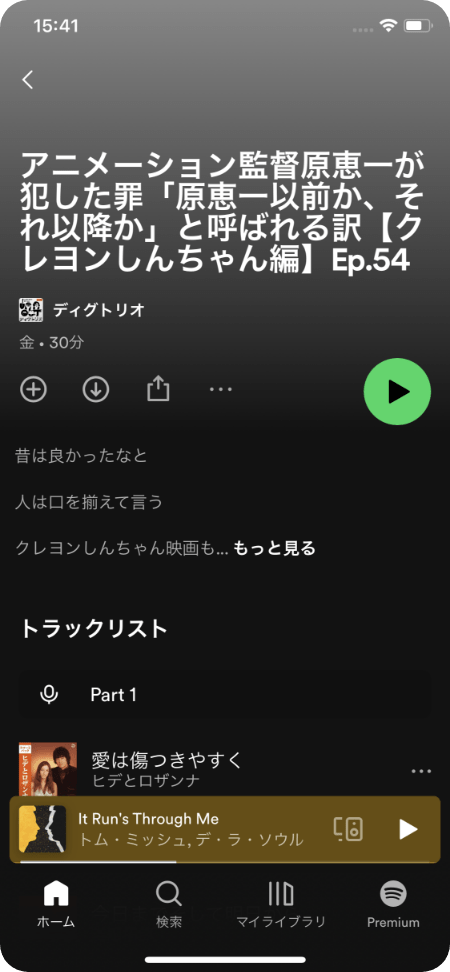 15:41
アニメーション監督原恵一が
犯した罪「原恵一以前か、そ
れ以降か」と呼ばれる訳【ク
レヨンしんちゃん編】Ep.54
ディグトリオ
金 • 30分
昔は良かったなと
人は口を揃えて言う
クレヨンしんちゃん映画も... もっと見る
トラックリスト
Part 1
愛は傷つきやすく
ヒデとロザンナ
It Run's Through Me
トム・ミッシュ, デ・ラ・ソウル
ホーム
検索
マイライブラリ
Premium